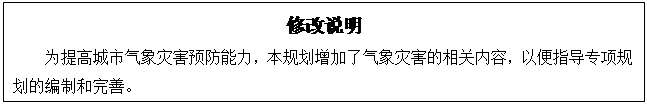 修改说明
为提高城市气象灾害预防能力，本规划增加了气象灾害的相关内容，以便指导专项规
划的编制和完善。